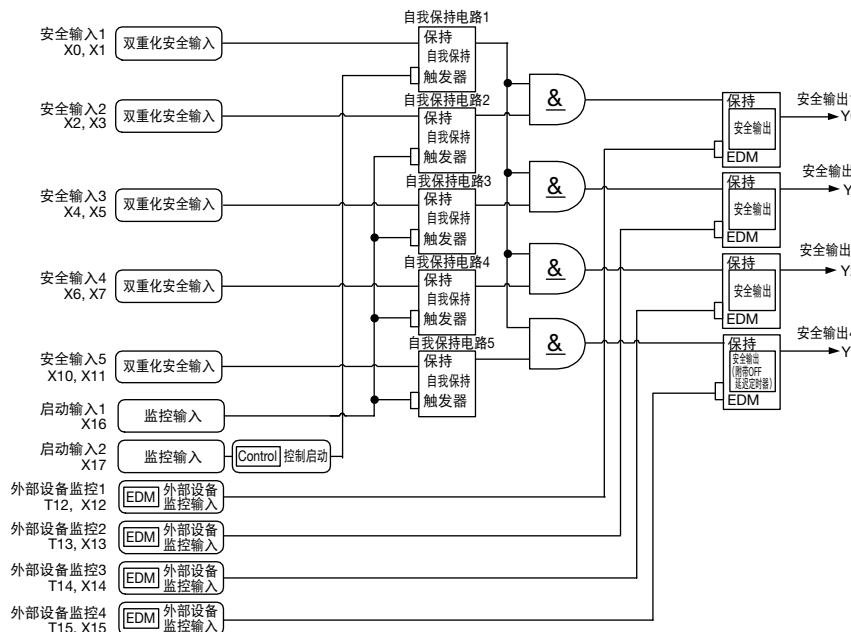 自我保持电路1
安全输入1
X0, X1
双重化安全输入
保持
自我保持
触发器
安全输入2
X2, X3
双重化安全输入
自我保持电路2
保持
自我保持
触发器
&
保持
安全输出
EDM
安全输出
Y
安全输入3
X4, X5
双重化安全输入
自我保持电路3
保持
自我保持
触发器
&
保持
安全输出
EDM
安全输出
Y
安全输入4
X6, X7
双重化安全输入
自我保持电路4
保持
自我保持
触发器
&
保持
安全输出
EDM
安全输出
Y
安全输入5
X10, X11
双重化安全输入
自我保持电路5
保持
自我保持
触发器
&
保持
安全输出
(附带OFF
延迟定时器)
EDM
安全输出4
Y
启动输入1
X16
监控输入
启动输入2
X17
监控输入
Control 控制启动
外部设备监控1
T12, X12
EDM 外部设备
监控输入
外部设备监控2
T13, X13
EDM 外部设备
监控输入
外部设备监控3
T14, X14
EDM 外部设备
监控输入
外部设备监控4
T15, X15
EDM 外部设备
监控输入